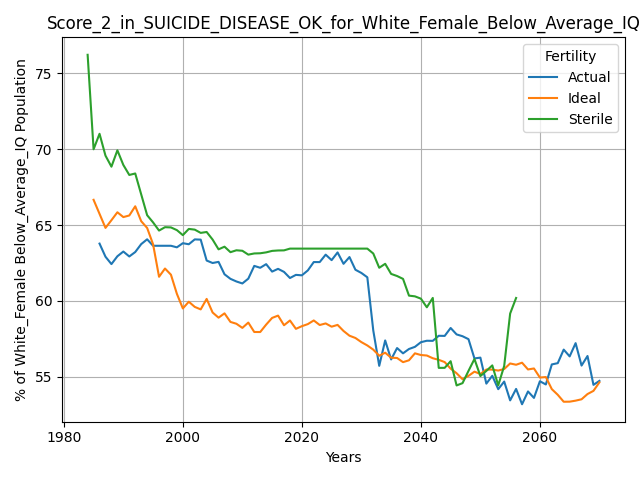 Score_2_in_SUICIDE_DISEASE_OK_for_White_Female_Below_Average_IQ
% of White_Female Below_Average_IQ Population
75
70
65
60
55
Fertility
Actual
Ideal
Sterile
1980 2000 2020 2040 2060
Years